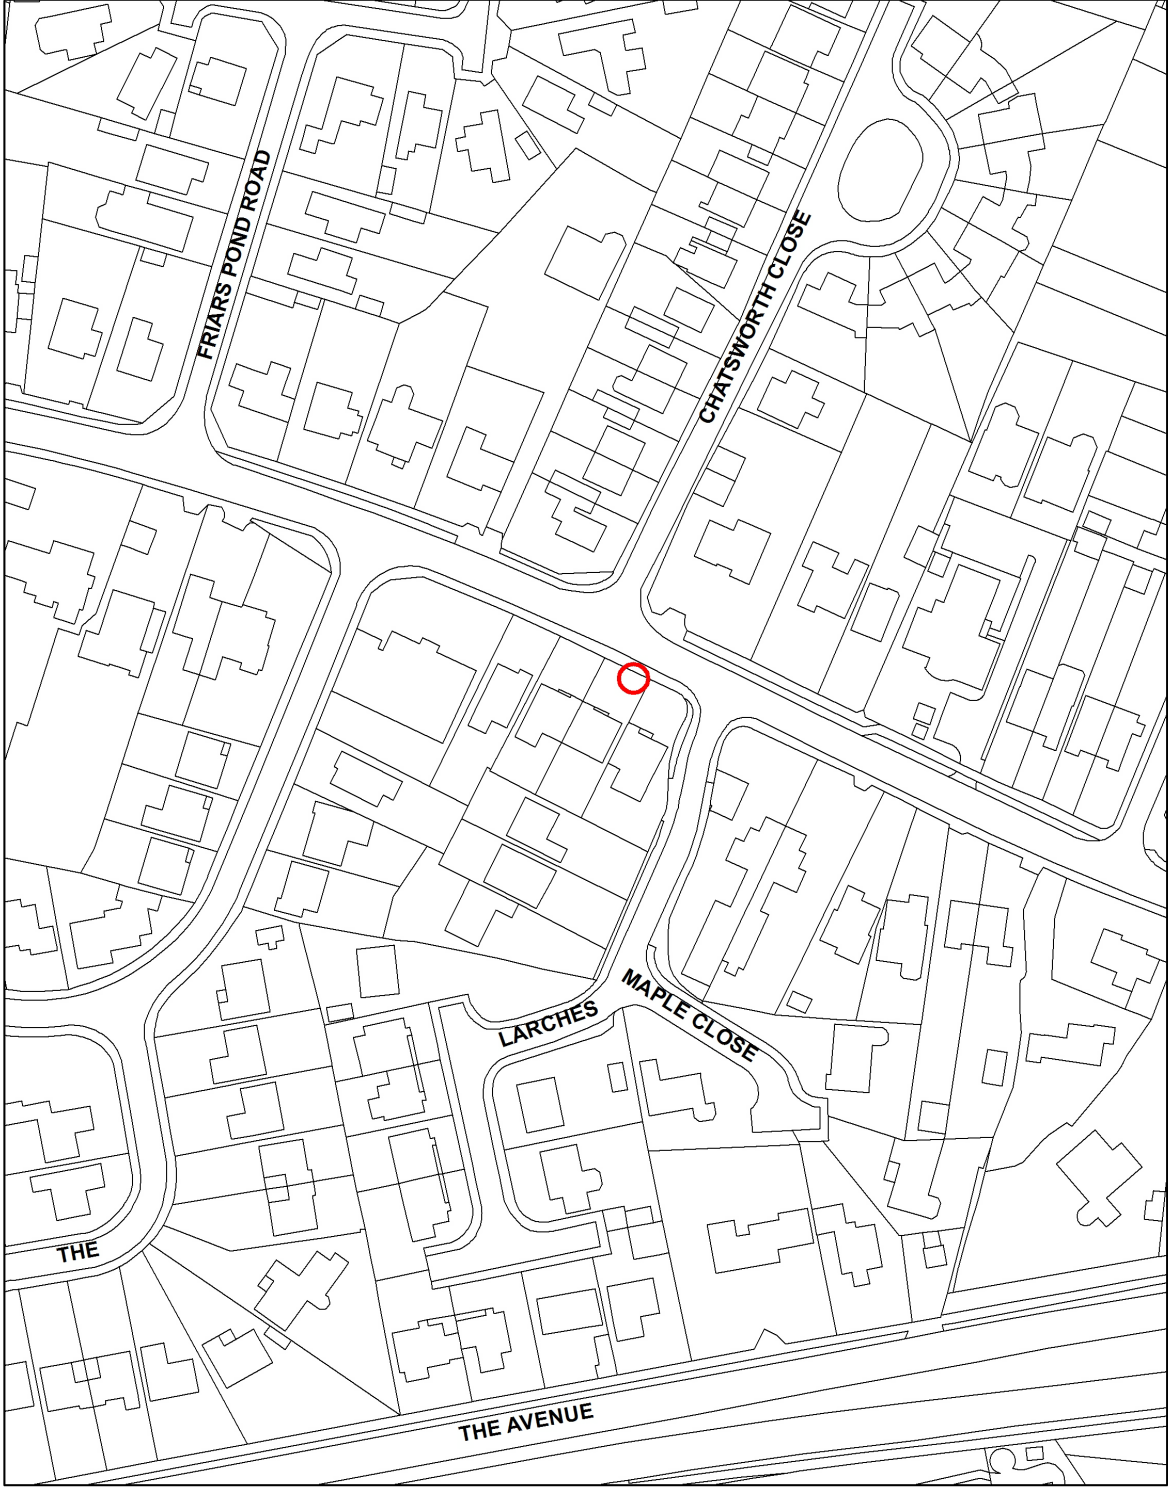 FRIARS POND ROAD
CHATSWORTH CLOSE
MAPLE CLOSE
LARCHES
THE
THE AVENUE